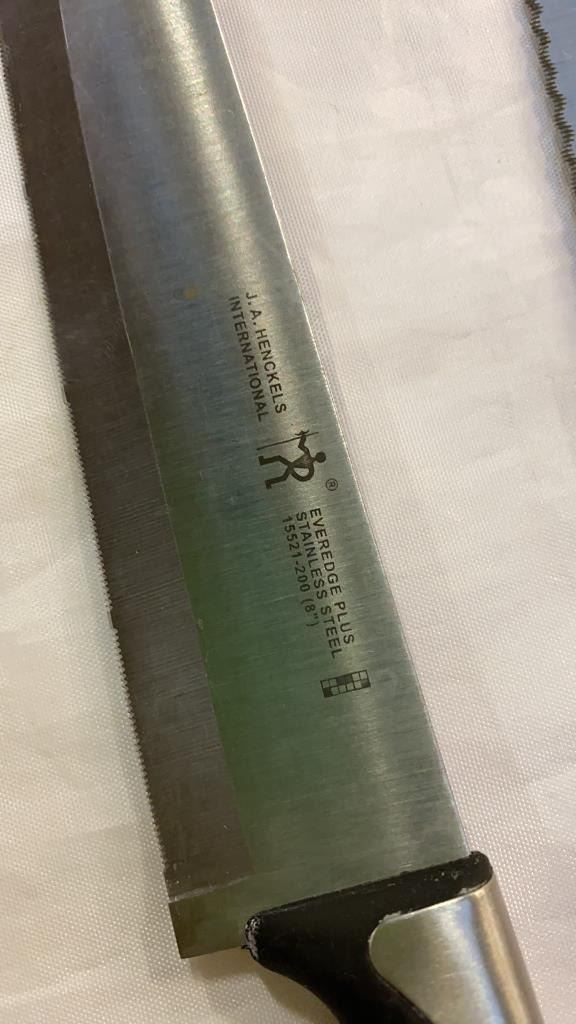 J. A. HENCKELS
INTERNATIONAL
®
EVEREDGE PLUS
STAINLESS STEEL
15521-200 (8")